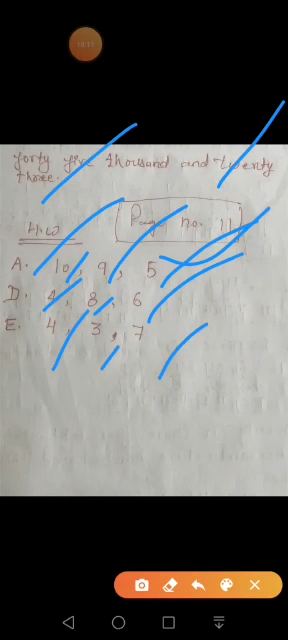 forty five thousand and twenty
three.
H.W
Page no. 11
A. 10, 9, 5
D. 4, 8, 6
E. 4, 3, 7